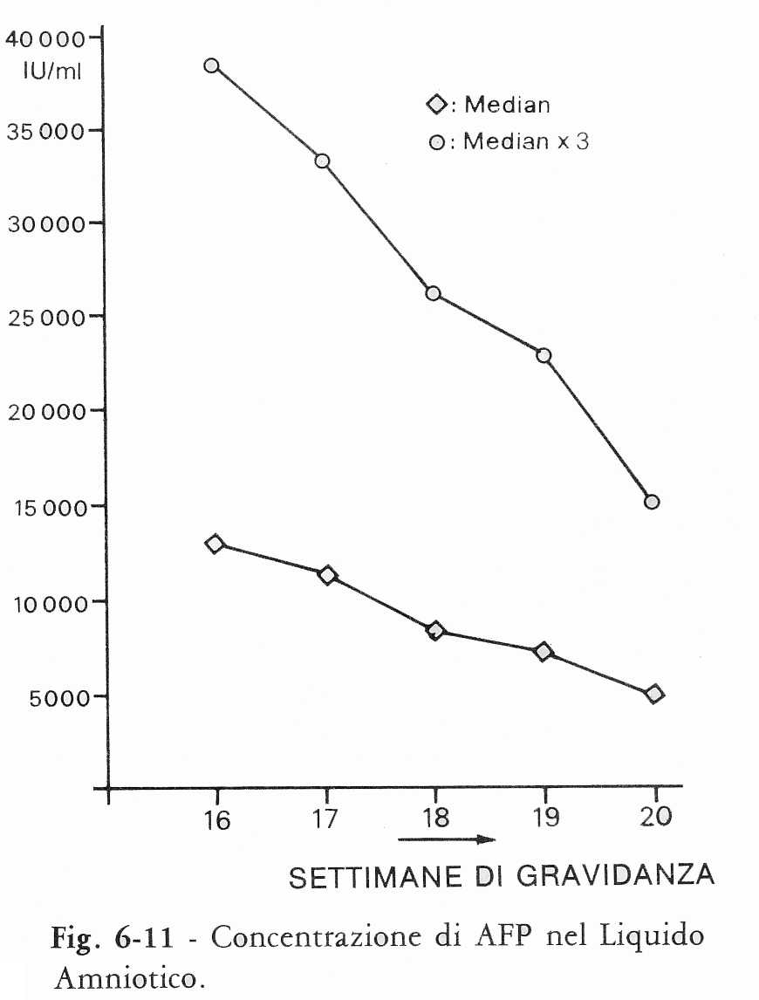 40 000
IU/ml
◇: Median
○: Median x 3
35 000
30 000
25 000
20 000
15 000
10 000
5000
16 17 18 19 20
SETTIMANE DI GRAVIDANZA
Fig. 6-11 - Concentrazione di AFP nel Liquido
Amniotico.